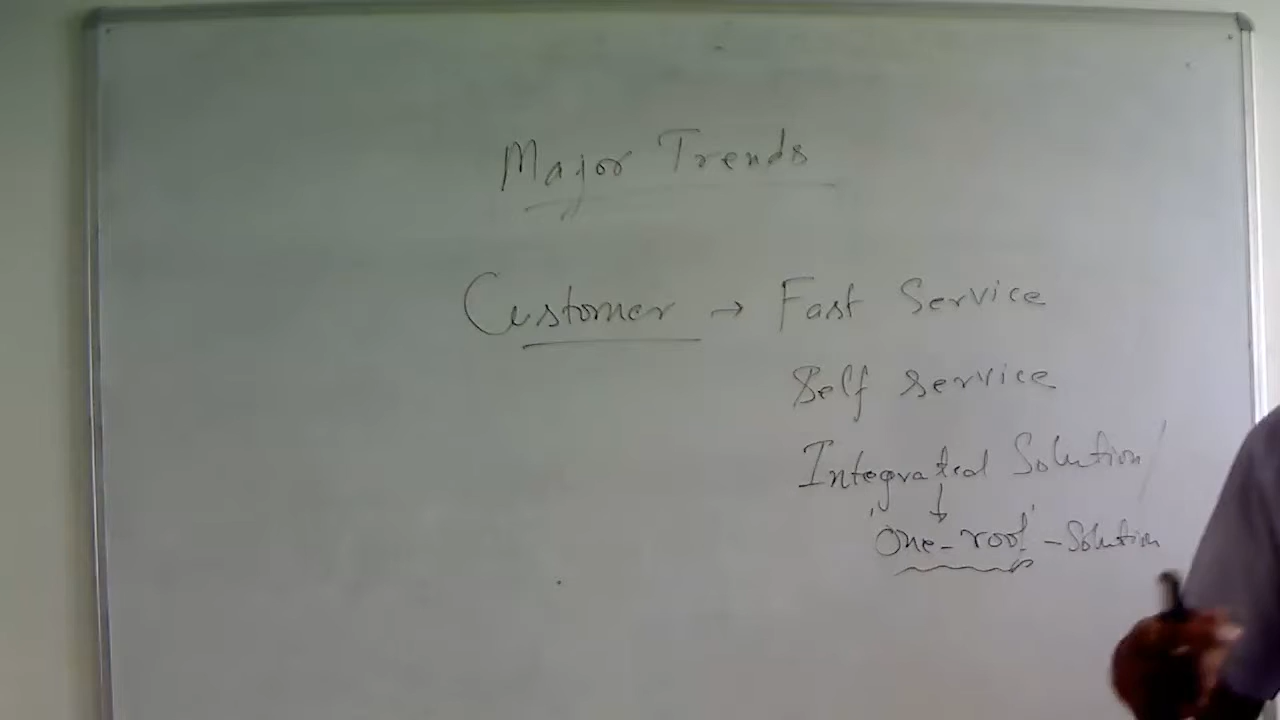 Major Trends
Customer → Fast Service
Self service
Integrated Solution/
↓
'One-roof' - Solution